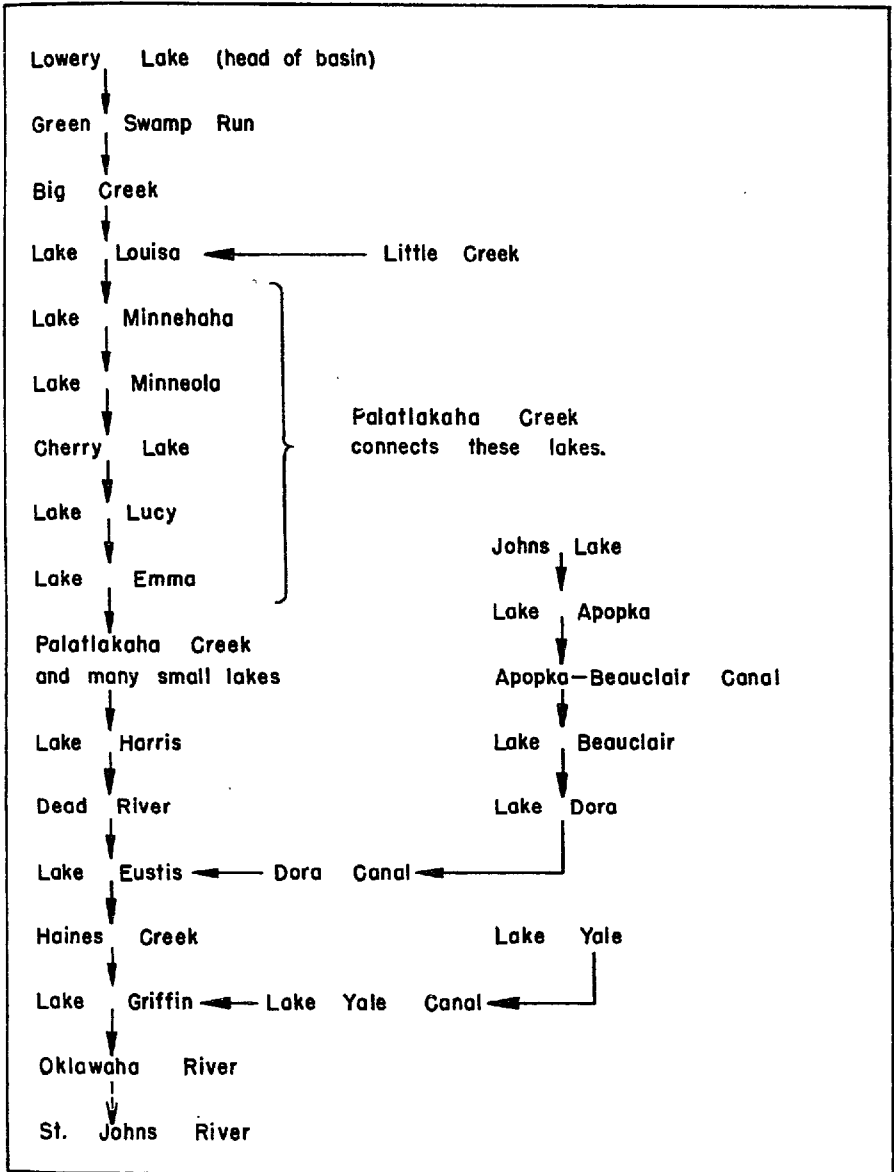 Lowery Lake (head of basin)
Green Swamp Run
Big Creek
Lake Louisa
Little Creek
Lake Minnehaha
Lake Minneola
Palatlakaha Creek
connects these lakes.
Cherry Lake
Lake Lucy
Lake Emma
Palatlakaha Creek
and many small lakes
Johns Lake
Lake Apopka
Apopka-Beauclair Canal
Lake Harris
Lake Beauclair
Dead River
Lake Dora
Lake Eustis
Dora Canal
Haines Creek
Lake Yale
Lake Griffin
Lake Yale Canal
Oklawaha River
St. Johns River